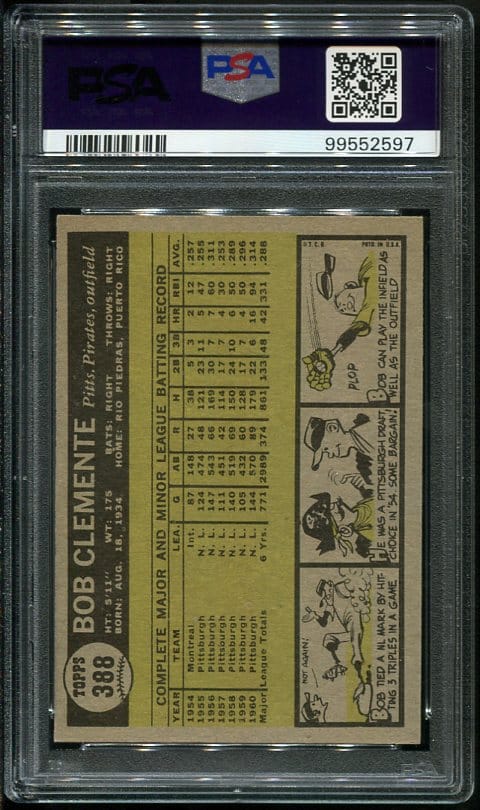 PSA
PSA
99552597
TOPPS
388
BOB CLEMENTE Pitts. Pirates, outfield
HT: 5'11" WT: 175 BATS: RIGHT THROWS: RIGHT
BORN: AUG. 18, 1934 HOME: RIO PIEDRAS, PUERTO RICO
COMPLETE MAJOR AND MINOR LEAGUE BATTING RECORD
YEAR TEAM LEA. G AB R H 2B 3B HR RBI AVG.
1954 Montreal Int. 87 148 27 38 5 3 2 12 .257
1955 Pittsburgh N. L. 124 474 48 121 23 11 5 47 .255
1956 Pittsburgh N. L. 147 543 66 169 30 7 7 60 .311
1957 Pittsburgh N. L. 111 451 42 114 17 7 4 30 .253
1958 Pittsburgh N. L. 140 519 69 150 24 10 6 50 .289
1959 Pittsburgh N. L. 105 432 60 128 17 7 4 50 .296
1960 Pittsburgh N. L. 144 570 89 179 22 6 16 94 .314
Major League Totals 6 Yrs. 771 2989 374 861 133 48 42 331 .288
NOT AGAIN!
BOB TIED A NL MARK BY HIT-
TING 3 TRIPLES IN A GAME.
HE WAS A PITTSBURGH DRAFT
CHOICE IN '54. SOME BARGAIN!
© T.C.G. PRTD. IN U.S.A.
PLOP
BOB CAN PLAY THE INFIELD AS
WELL AS THE OUTFIELD
PSA